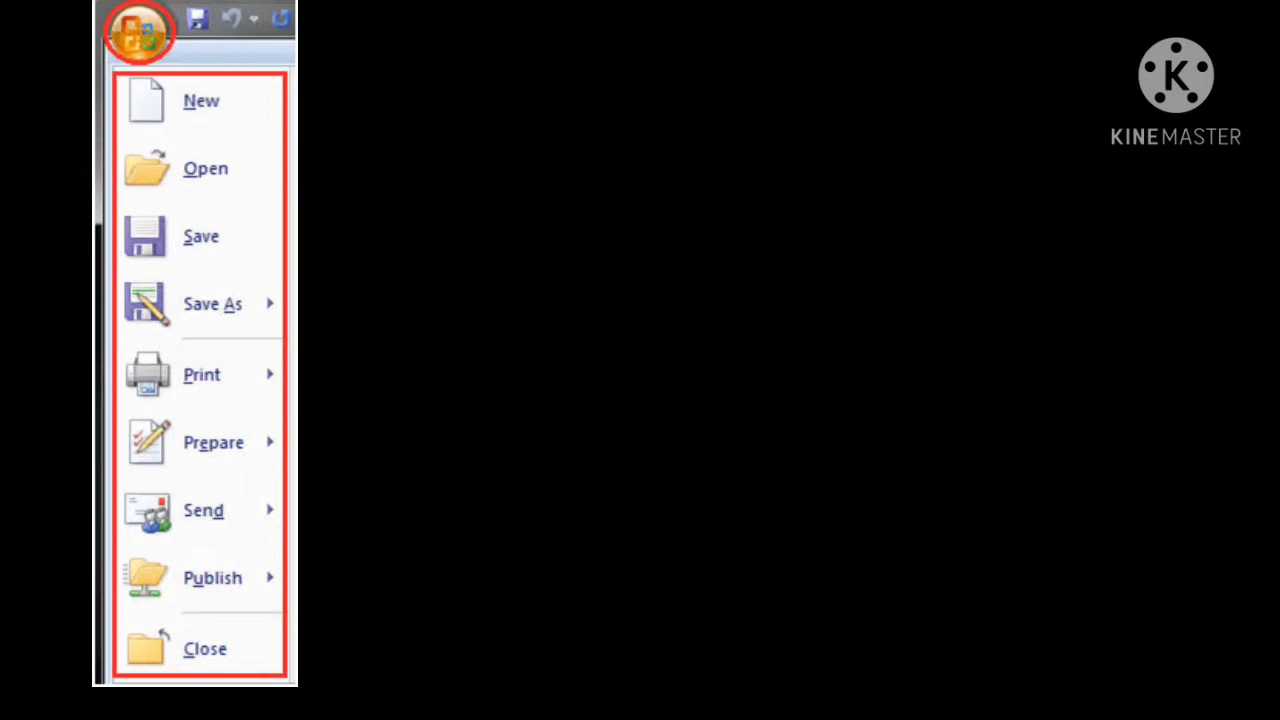 New
Open
Save
Save As
Print
Prepare
Send
Publish
Close
K
KINEMASTER